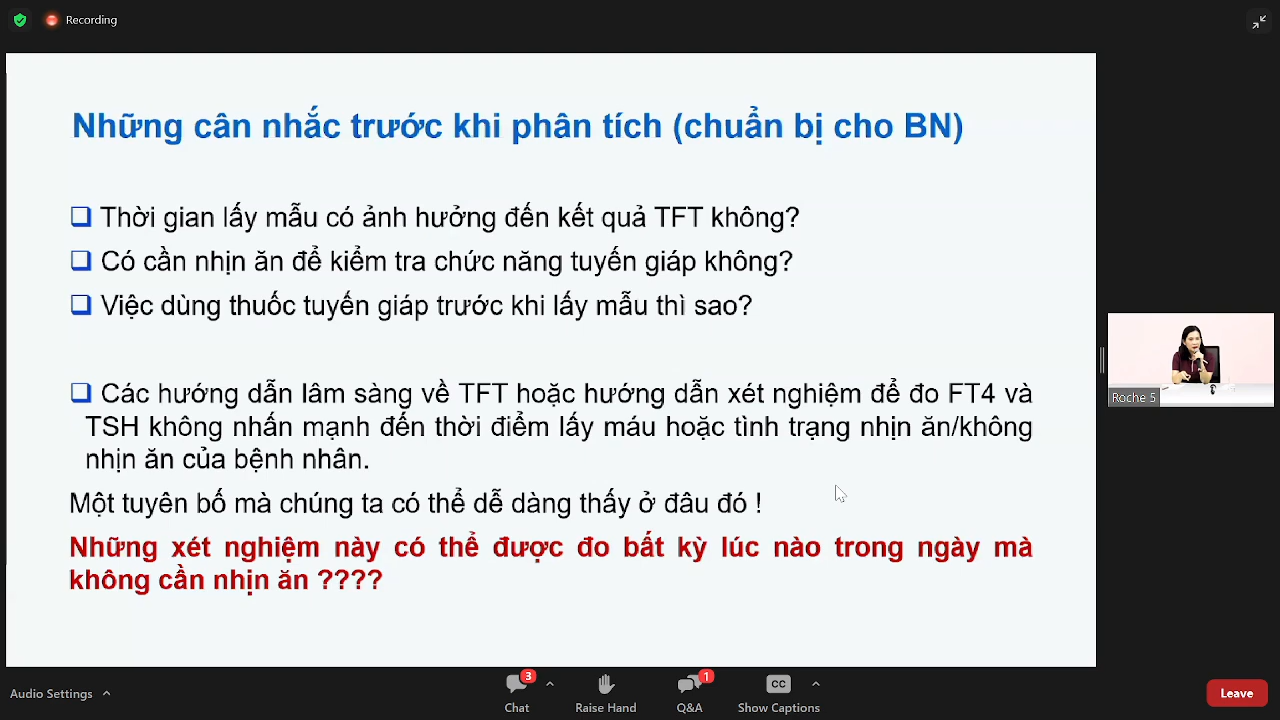 Recording
Những cân nhắc trước khi phân tích (chuẩn bị cho BN)
Thời gian lấy mẫu có ảnh hưởng đến kết quả TFT không?
Có cần nhịn ăn để kiểm tra chức năng tuyến giáp không?
Việc dùng thuốc tuyến giáp trước khi lấy mẫu thì sao?
Các hướng dẫn lâm sàng về TFT hoặc hướng dẫn xét nghiệm để đo FT4 và
TSH không nhấn mạnh đến thời điểm lấy máu hoặc tình trạng nhịn ăn/không
nhịn ăn của bệnh nhân.
Một tuyên bố mà chúng ta có thể dễ dàng thấy ở đâu đó !
Những xét nghiệm này có thể được đo bất kỳ lúc nào trong ngày mà
không cần nhịn ăn ????
Roche 5
Audio Settings
3
Chat
Raise Hand
1
Q&A
CC
Show Captions
Leave